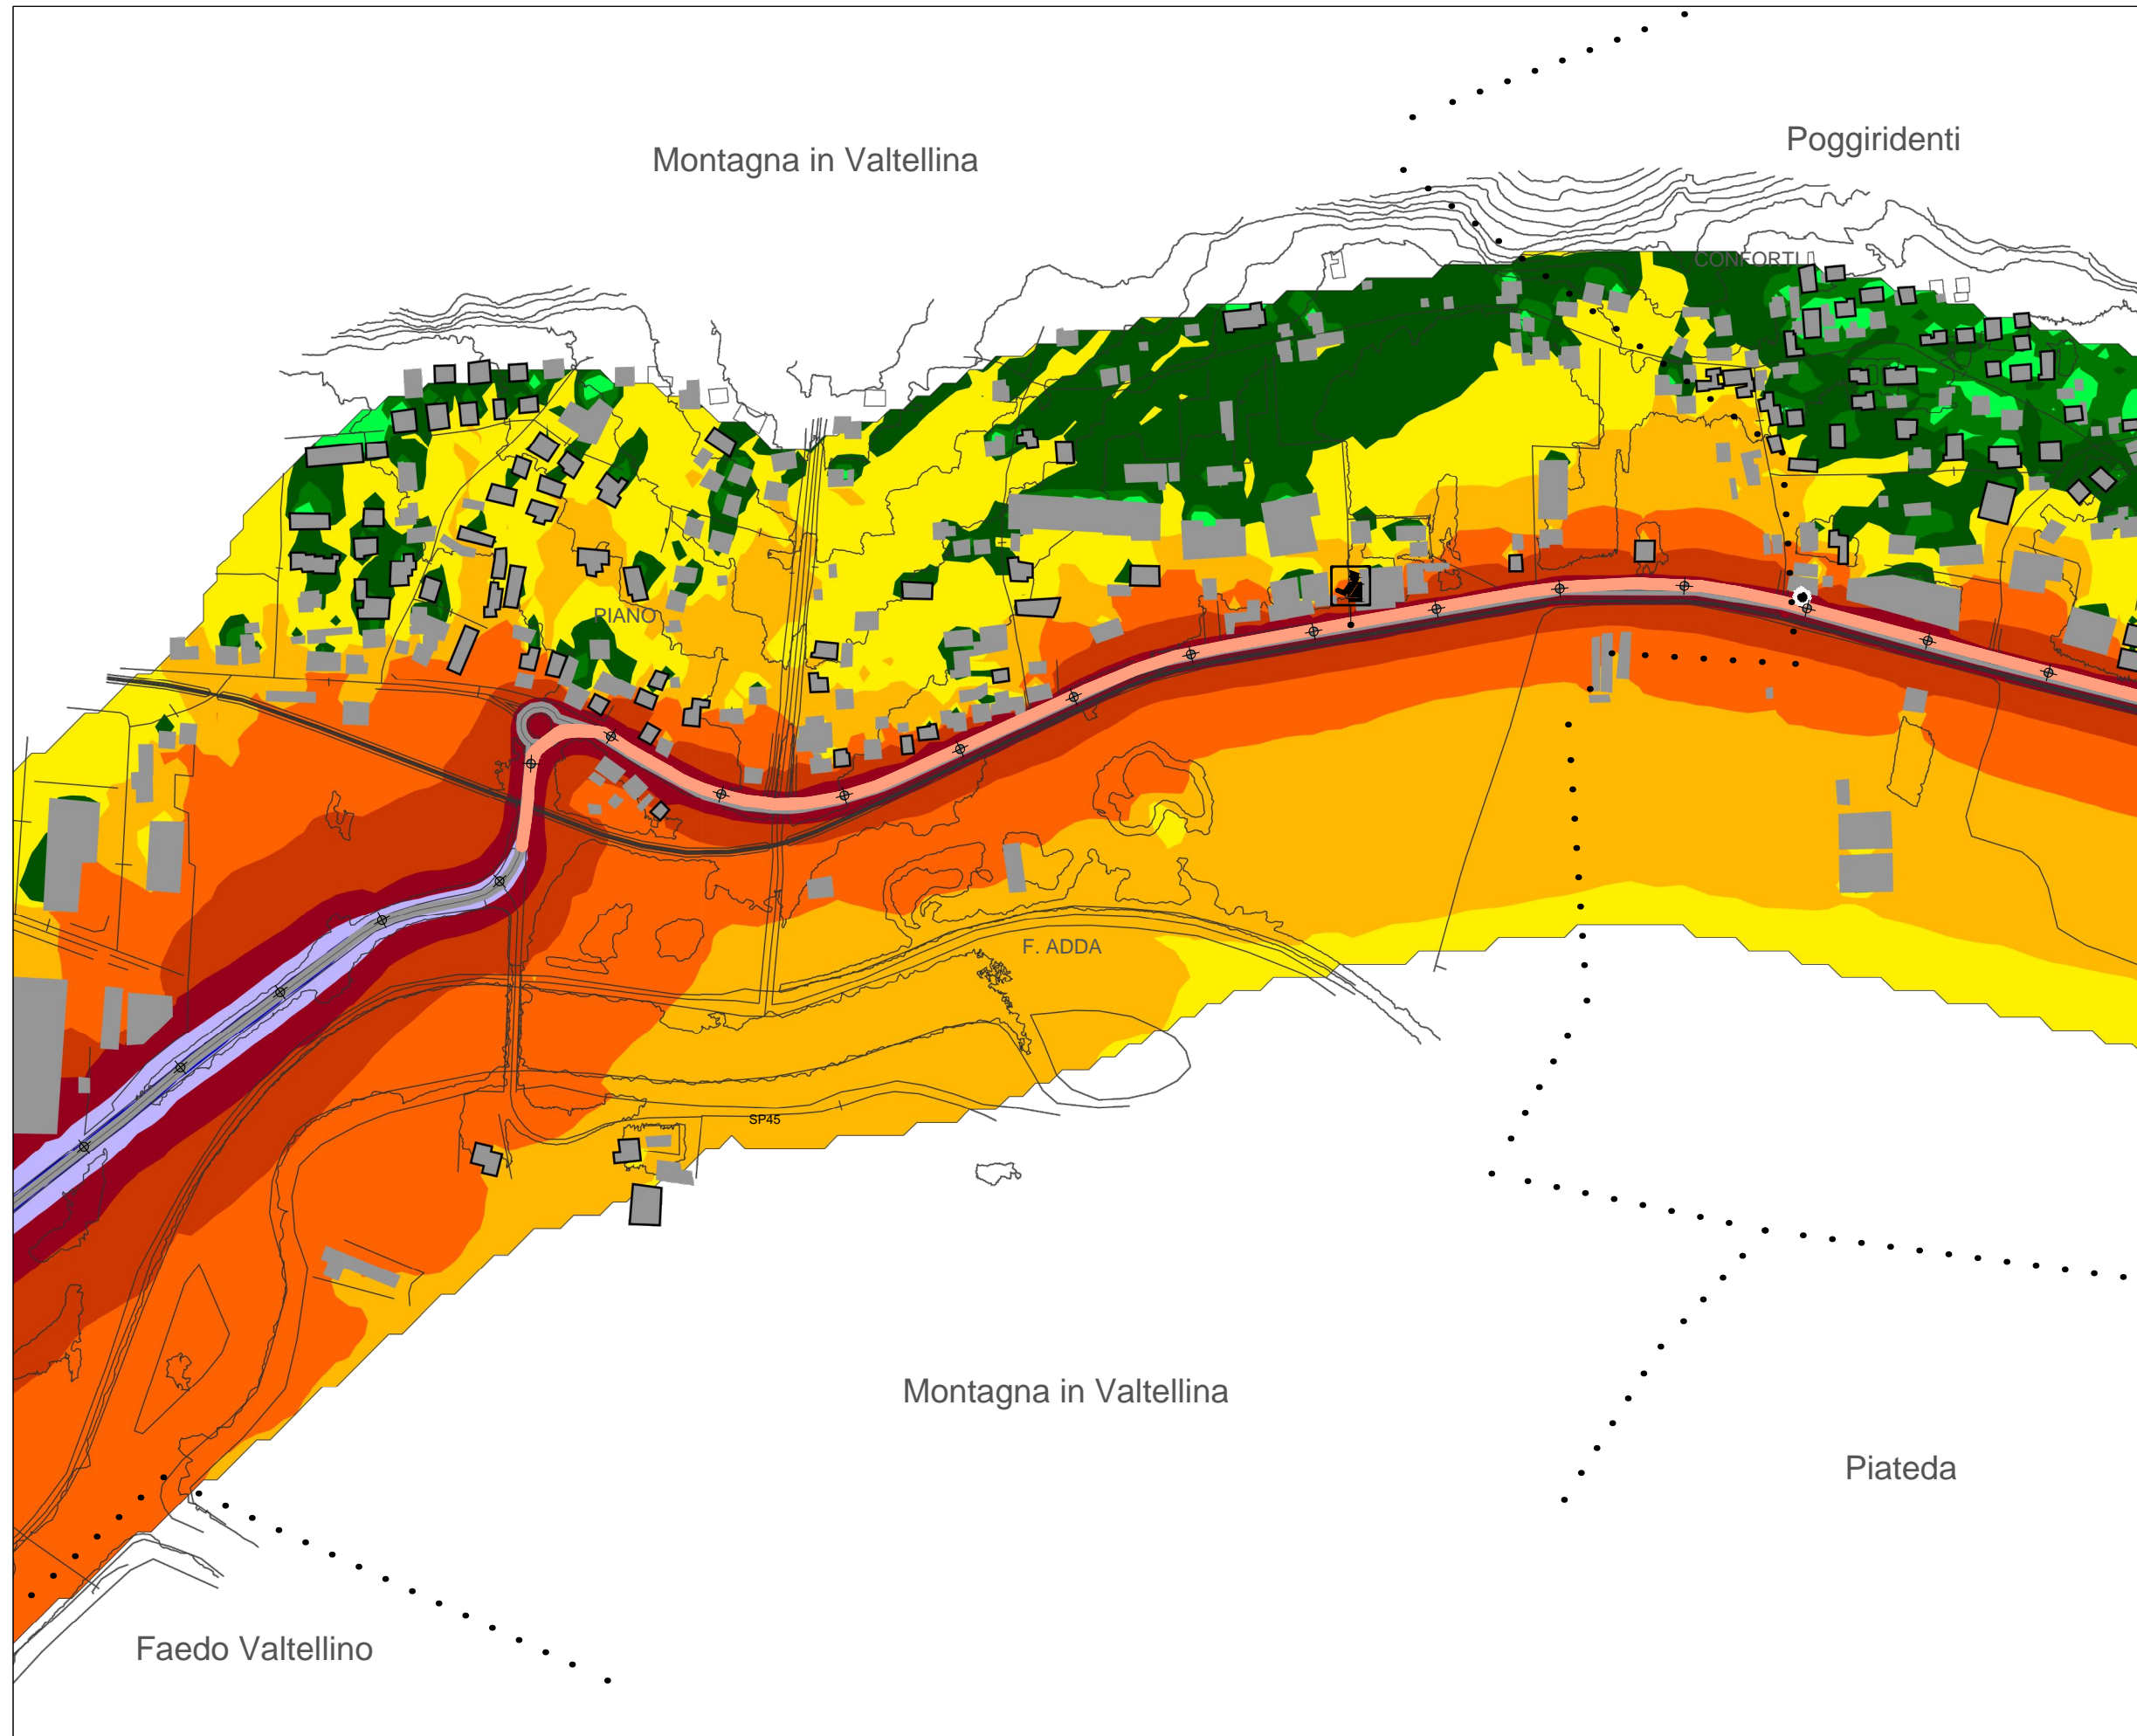 Poggiridenti
Montagna in Valtellina
CONFORTI
PIANO
F. ADDA
SP45
Montagna in Valtellina
Piateda
Faedo Valtellino